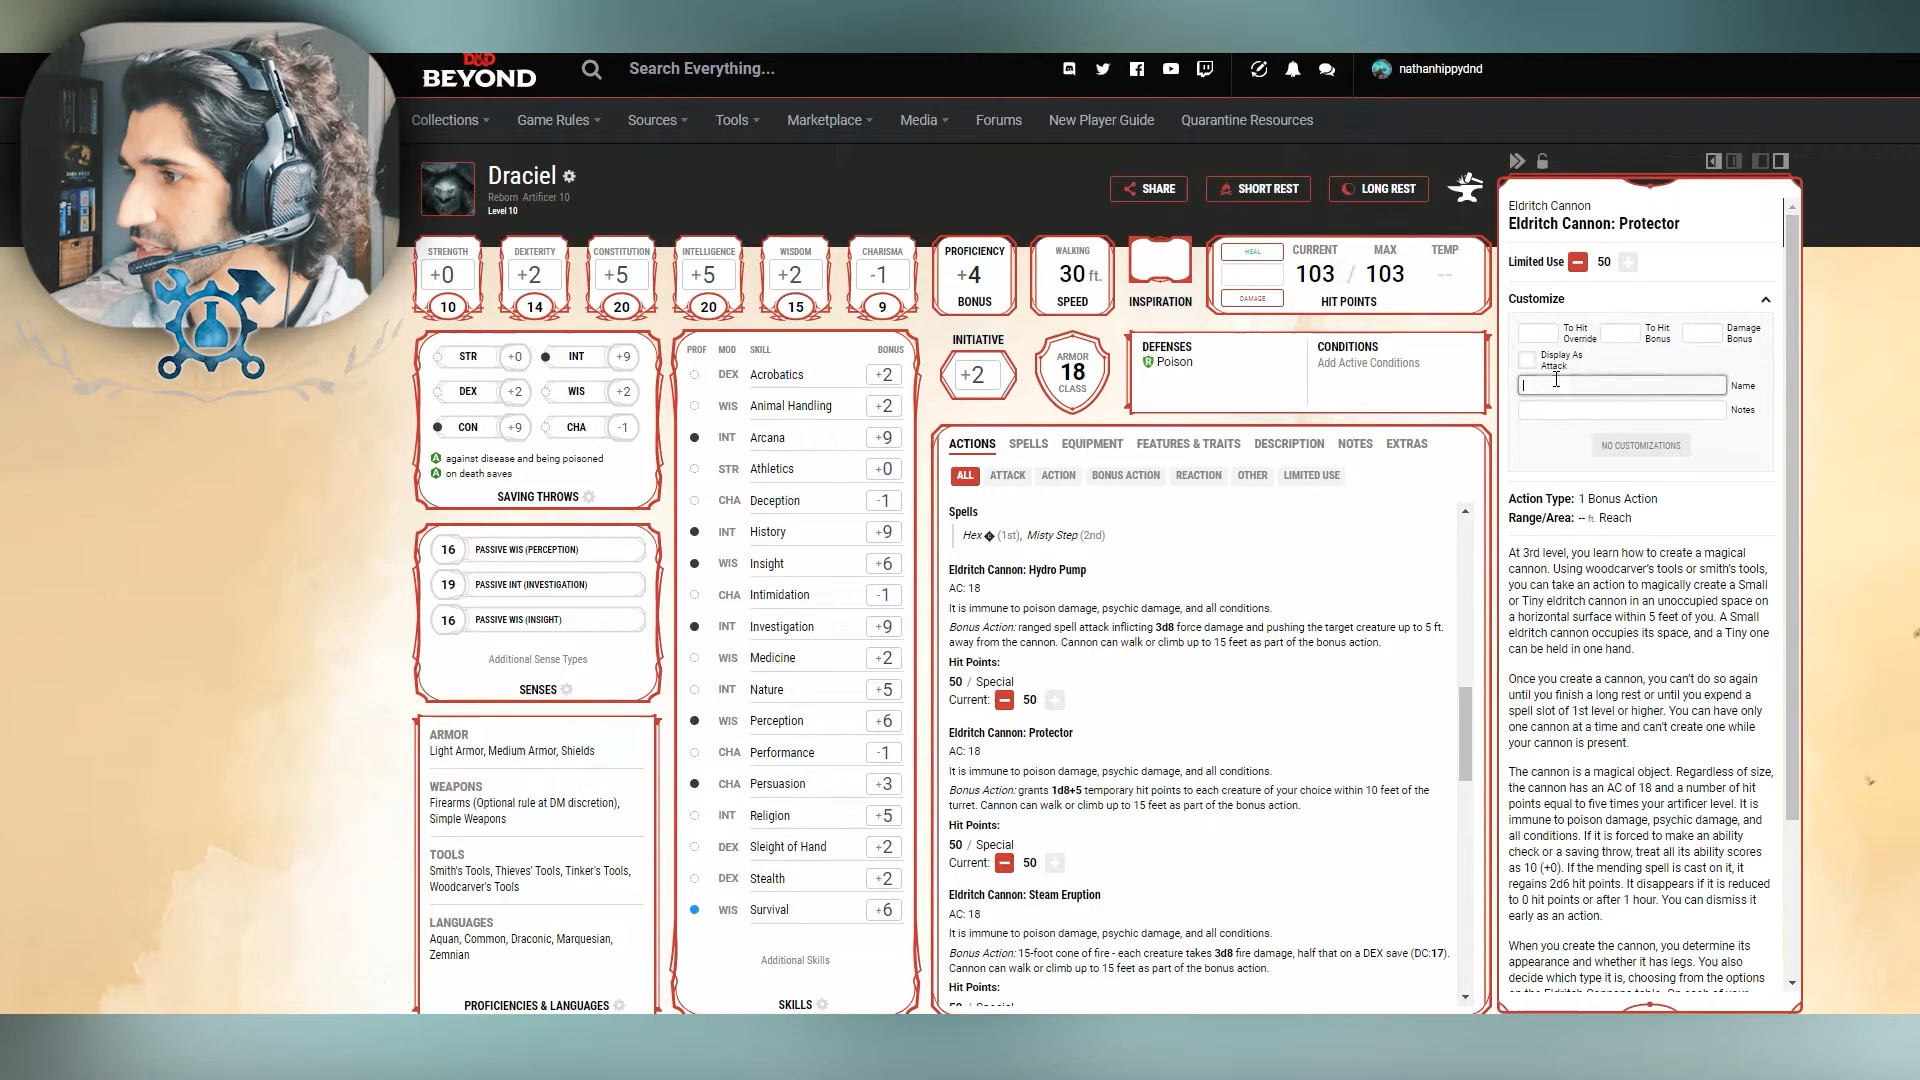 D&D
BEYOND
Search Everything...
nathanhippydnd
Collections
Game Rules
Sources
Tools
Marketplace
Media
Forums
New Player Guide
Quarantine Resources
Draciel
Reborn Artificer 10
Level 10
SHARE
SHORT REST
LONG REST
STRENGTH
+0
10
DEXTERITY
+2
14
CONSTITUTION
+5
20
INTELLIGENCE
+5
20
WISDOM
+2
15
CHARISMA
-1
9
PROFICIENCY
+4
BONUS
WALKING
30 ft.
SPEED
INSPIRATION
HEAL
DAMAGE
CURRENT
103
/
MAX
103
TEMP
--
HIT POINTS
STR +0
INT +9
DEX +2
WIS +2
CON +9
CHA -1
A against disease and being poisoned
A on death saves
SAVING THROWS
16 PASSIVE WIS (PERCEPTION)
19 PASSIVE INT (INVESTIGATION)
16 PASSIVE WIS (INSIGHT)
Additional Sense Types
SENSES
ARMOR
Light Armor, Medium Armor, Shields
WEAPONS
Firearms (Optional rule at DM discretion),
Simple Weapons
TOOLS
Smith's Tools, Thieves' Tools, Tinker's Tools,
Woodcarver's Tools
LANGUAGES
Aquan, Common, Draconic, Marquesian,
Zemnian
PROFICIENCIES & LANGUAGES
PROF MOD SKILL BONUS
DEX Acrobatics +2
WIS Animal Handling +2
INT Arcana +9
STR Athletics +0
CHA Deception -1
INT History +9
WIS Insight +6
CHA Intimidation -1
INT Investigation +9
WIS Medicine +2
INT Nature +5
WIS Perception +6
CHA Performance -1
CHA Persuasion +3
INT Religion +5
DEX Sleight of Hand +2
DEX Stealth +2
WIS Survival +6
Additional Skills
SKILLS
INITIATIVE
+2
ARMOR
18
CLASS
DEFENSES
Poison
CONDITIONS
Add Active Conditions
ACTIONS
SPELLS
EQUIPMENT
FEATURES & TRAITS
DESCRIPTION
NOTES
EXTRAS
ALL
ATTACK
ACTION
BONUS ACTION
REACTION
OTHER
LIMITED USE
Spells
Hex (1st), Misty Step (2nd)
Eldritch Cannon: Hydro Pump
AC: 18
It is immune to poison damage, psychic damage, and all conditions.
Bonus Action: ranged spell attack inflicting 3d8 force damage and pushing the target creature up to 5 ft.
away from the cannon. Cannon can walk or climb up to 15 feet as part of the bonus action.
Hit Points:
50 / Special
Current: 50
Eldritch Cannon: Protector
AC: 18
It is immune to poison damage, psychic damage, and all conditions.
Bonus Action: grants 1d8+5 temporary hit points to each creature of your choice within 10 feet of the
turret. Cannon can walk or climb up to 15 feet as part of the bonus action.
Hit Points:
50 / Special
Current: 50
Eldritch Cannon: Steam Eruption
AC: 18
It is immune to poison damage, psychic damage, and all conditions.
Bonus Action: 15-foot cone of fire - each creature takes 3d8 fire damage, half that on a DEX save (DC:17).
Cannon can walk or climb up to 15 feet as part of the bonus action.
Hit Points:
50 / Special
Eldritch Cannon
Eldritch Cannon: Protector
Limited Use 50
Customize
To Hit
Override
To Hit
Bonus
Damage
Bonus
Display As
Attack
Name
Notes
NO CUSTOMIZATIONS
Action Type: 1 Bonus Action
Range/Area: -- ft. Reach
At 3rd level, you learn how to create a magical
cannon. Using woodcarver's tools or smith's tools,
you can take an action to magically create a Small
or Tiny eldritch cannon in an unoccupied space on
a horizontal surface within 5 feet of you. A Small
eldritch cannon occupies its space, and a Tiny one
can be held in one hand.
Once you create a cannon, you can't do so again
until you finish a long rest or until you expend a
spell slot of 1st level or higher. You can have only
one cannon at a time and can't create one while
your cannon is present.
The cannon is a magical object. Regardless of size,
the cannon has an AC of 18 and a number of hit
points equal to five times your artificer level. It is
immune to poison damage, psychic damage, and
all conditions. If it is forced to make an ability
check or a saving throw, treat all its ability scores
as 10 (+0). If the mending spell is cast on it, it
regains 2d6 hit points. It disappears if it is reduced
to 0 hit points or after 1 hour. You can dismiss it
early as an action.
When you create the cannon, you determine its
appearance and whether it has legs. You also
decide which type it is, choosing from the options
on the Eldritch Cannons table. On each of your